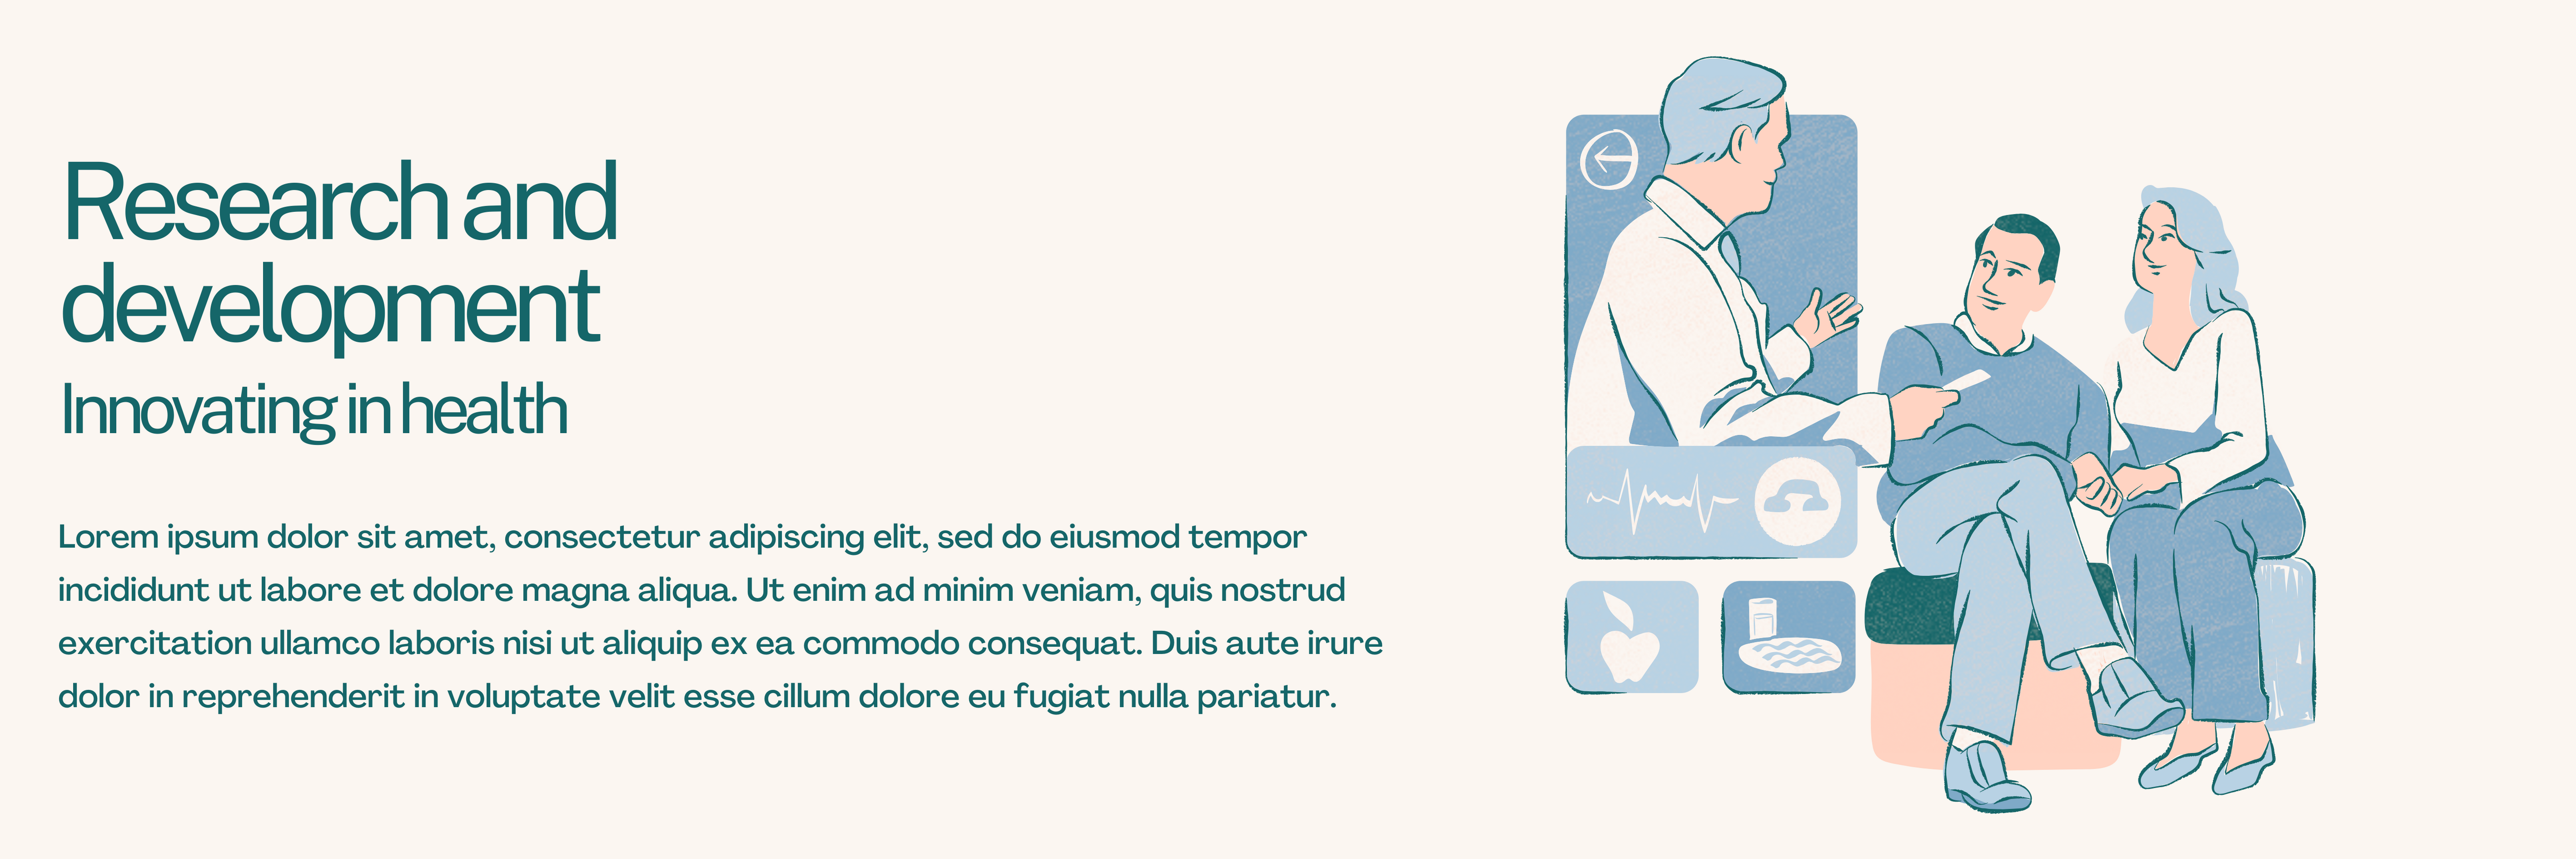 Research and
development
Innovating in health
Lorem ipsum dolor sit amet, consectetur adipiscing elit, sed do eiusmod tempor
incididunt ut labore et dolore magna aliqua. Ut enim ad minim veniam, quis nostrud
exercitation ullamco laboris nisi ut aliquip ex ea commodo consequat. Duis aute irure
dolor in reprehenderit in voluptate velit esse cillum dolore eu fugiat nulla pariatur.